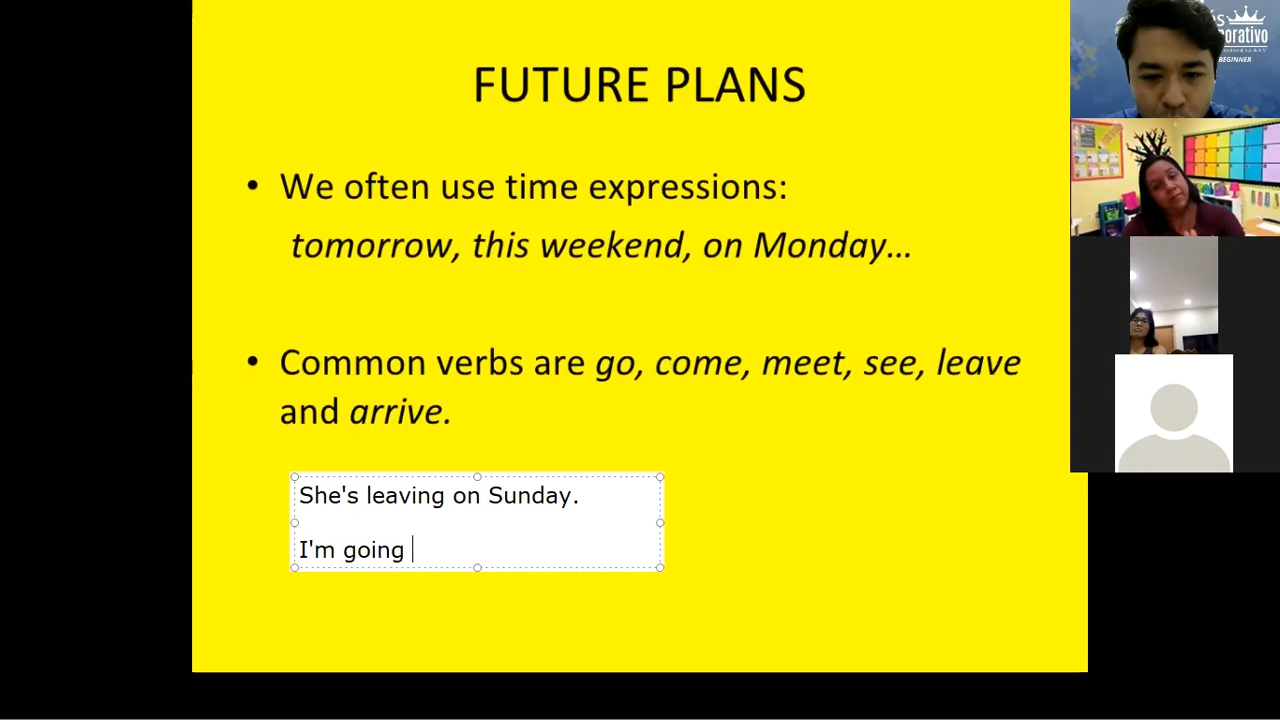 FUTURE PLANS
• We often use time expressions:
tomorrow, this weekend, on Monday…
• Common verbs are go, come, meet, see, leave
and arrive.
She's leaving on Sunday.
I'm going
BEGINNER